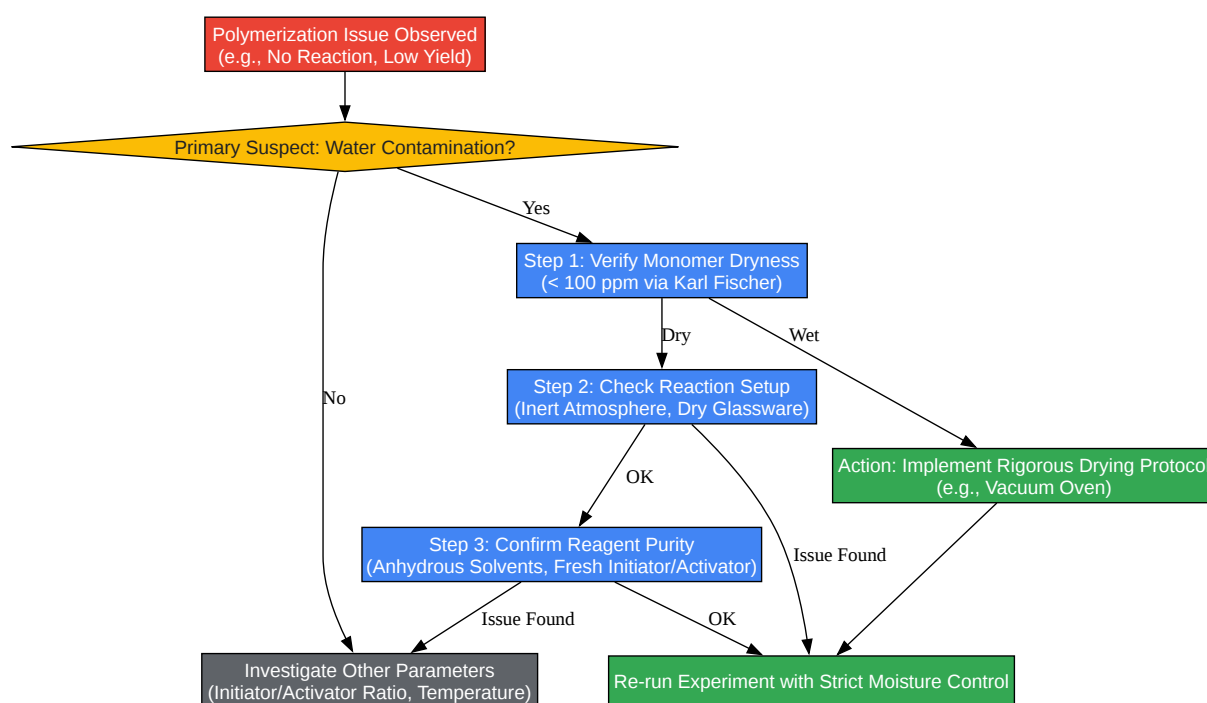 Polymerization Issue Observed
(e.g., No Reaction, Low Yield)
Primary Suspect: Water Contamination?
Yes
Step 1: Verify Monomer Dryness
(< 100 ppm via Karl Fischer)
Dry
Wet
Step 2: Check Reaction Setup
(Inert Atmosphere, Dry Glassware)
No
Action: Implement Rigorous Drying Protocol
(e.g., Vacuum Oven)
OK
Step 3: Confirm Reagent Purity
(Anhydrous Solvents, Fresh Initiator/Activator)
Issue Found
Issue Found
OK
Investigate Other Parameters
(Initiator/Activator Ratio, Temperature)
Re-run Experiment with Strict Moisture Control